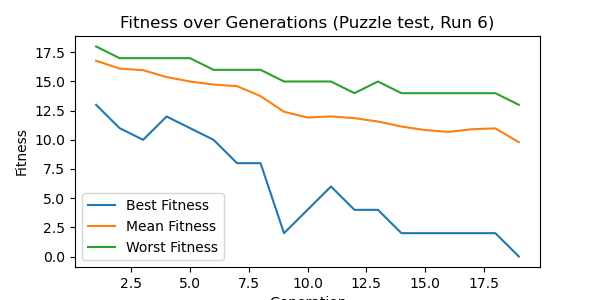 Fitness over Generations (Puzzle test, Run 6)
Fitness
17.5
15.0
12.5
10.0
7.5
5.0
2.5
0.0
Best Fitness
Mean Fitness
Worst Fitness
2.5 5.0 7.5 10.0 12.5 15.0 17.5
Generation